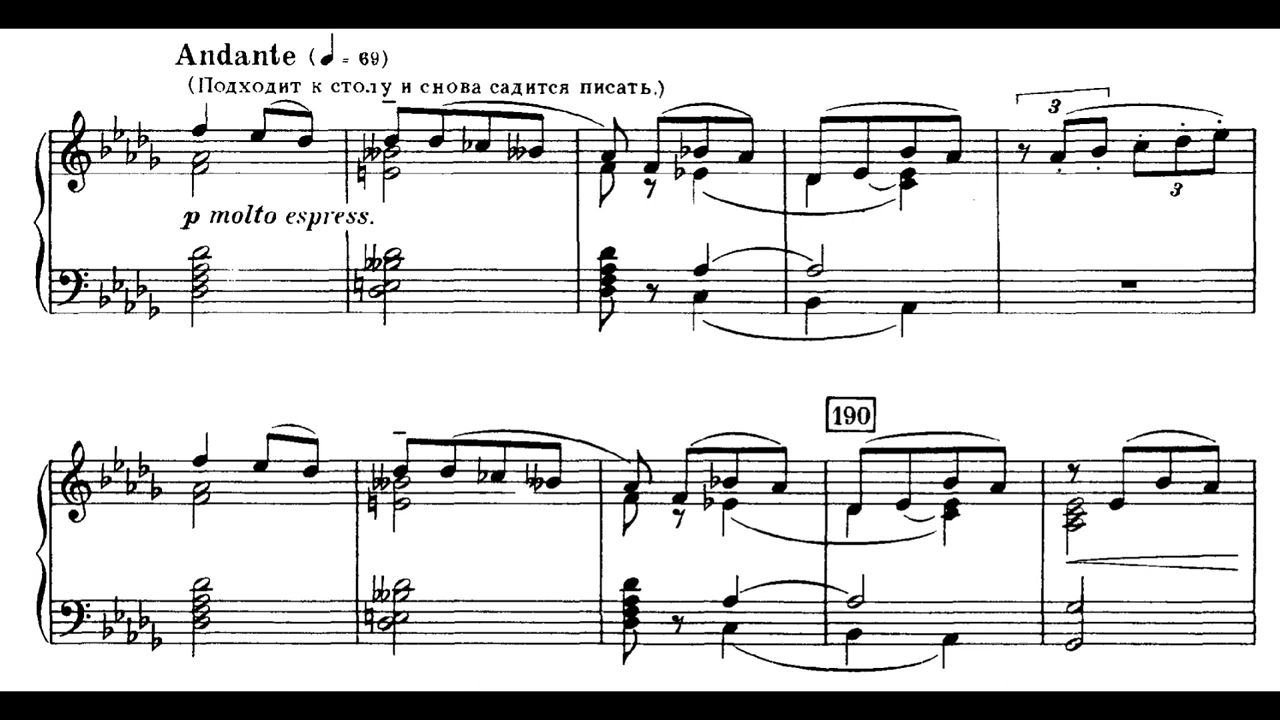 Andante (♩ = 69)
(Подходит к столу и снова садится писать.)
3
3
p molto espress.
190